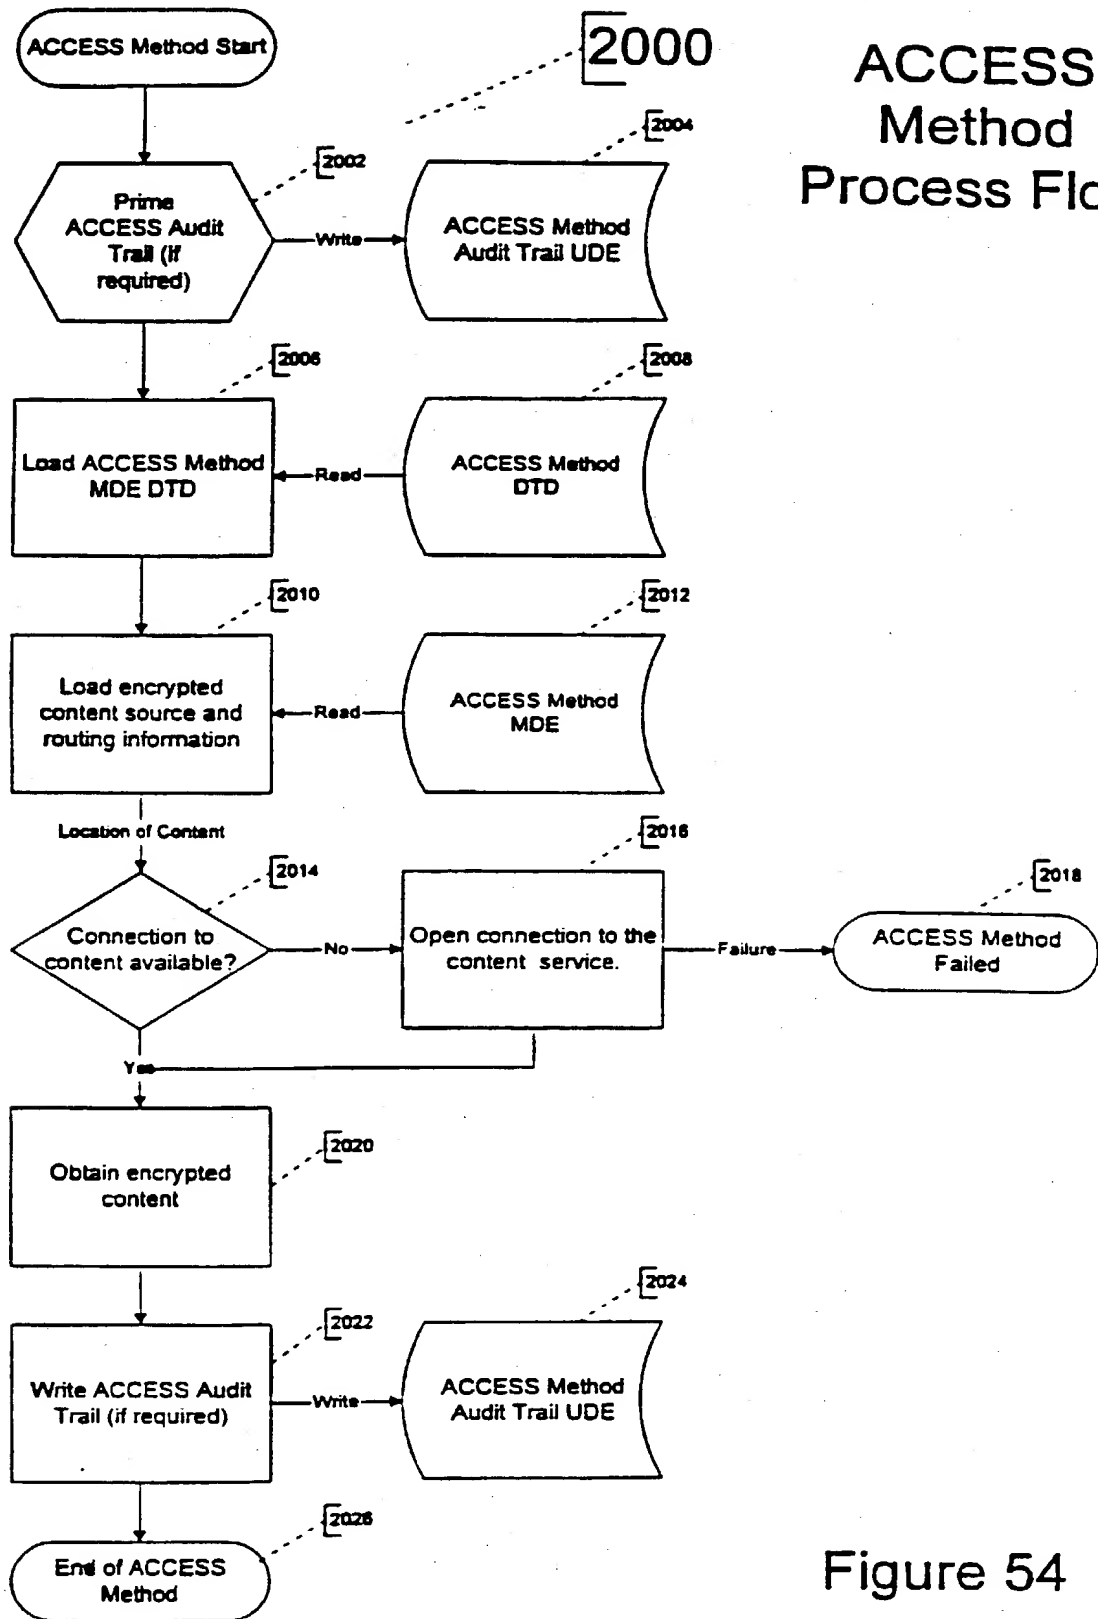 ACCESS Method Start
2000
ACCESS
Method
Process Flo
2002
2004
Prime
ACCESS Audit
Trail (if
required)
Write
ACCESS Method
Audit Trail UDE
2006
2008
Load ACCESS Method
MDE DTD
Read
ACCESS Method
DTD
2010
2012
Load encrypted
content source and
routing information
Read
ACCESS Method
MDE
Location of Content
2014
2016
2018
Connection to
content available?
No
Open connection to the
content service.
Failure
ACCESS Method
Failed
Yes
2020
Obtain encrypted
content
2022
2024
Write ACCESS Audit
Trail (if required)
Write
ACCESS Method
Audit Trail UDE
2026
End of ACCESS
Method
Figure 54